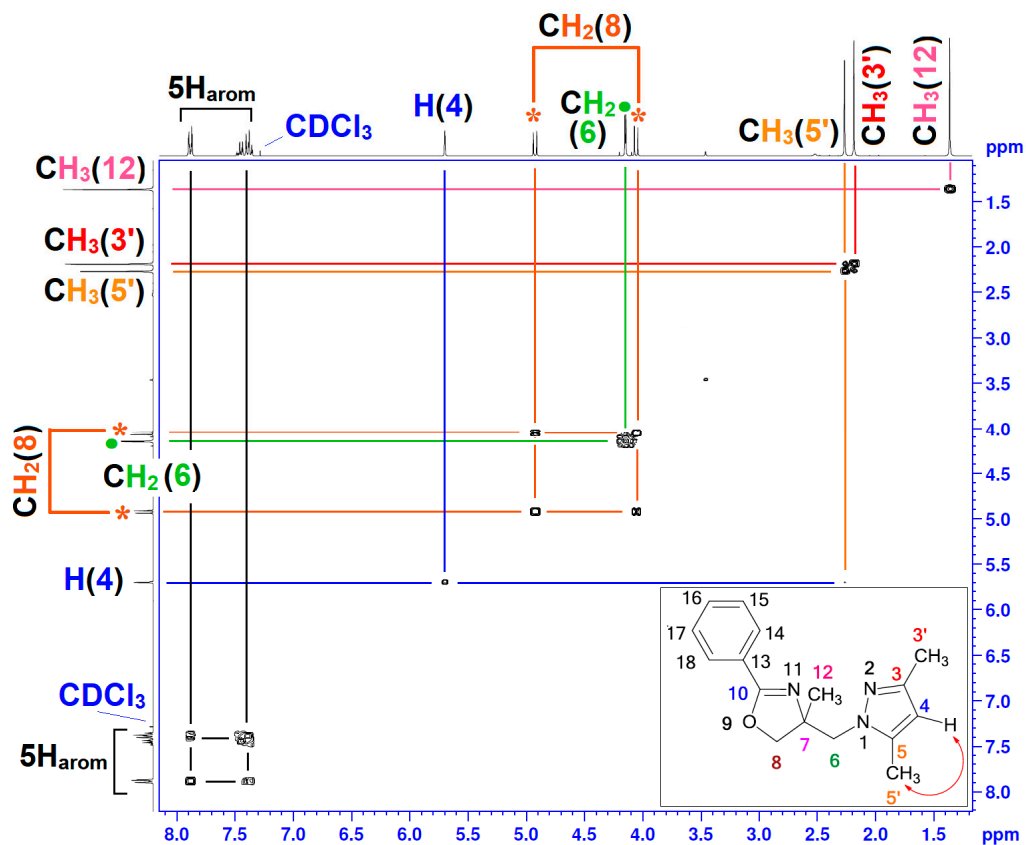 CH₂(8)
5Harom
CDCl₃
H(4)
CH₂
(6)
CH₃(5')
CH₃(3')
CH₃(12)
ppm
CH₃(12)
CH₃(3')
CH₃(5')
CH₂(8)
CH₂(6)
H(4)
CDCl₃
5Harom
* *
*
*
1.5
2.0
2.5
3.0
3.5
4.0
4.5
5.0
5.5
6.0
6.5
7.0
7.5
8.0
16 15
17 14
18 13
11 12
10 N CH₃
O 9
7
8 6
3'
CH₃
2 3
N 4
N H
1 5
CH₃
5'
8.0 7.5 7.0 6.5 6.0 5.5 5.0 4.5 4.0 3.5 3.0 2.5 2.0 1.5 ppm